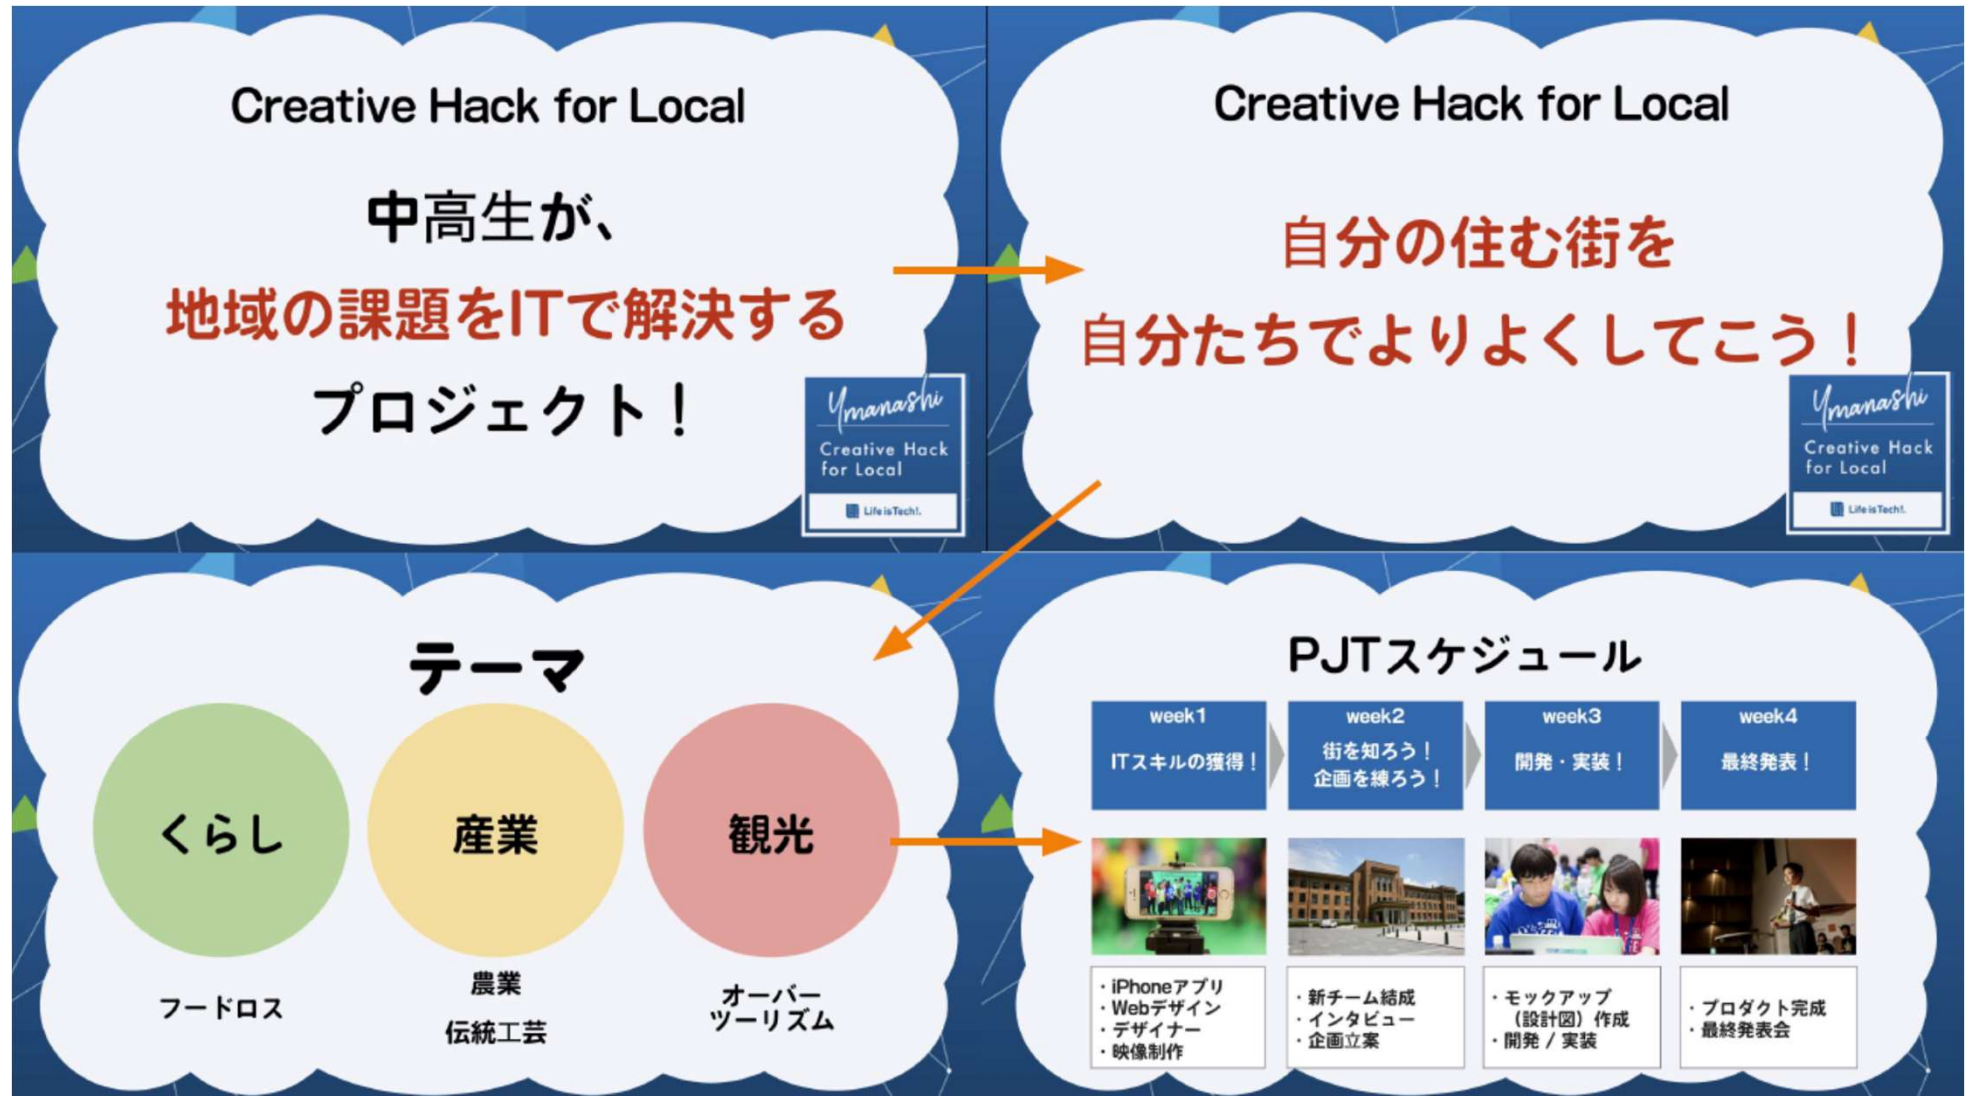 Creative Hack for Local
中高生が、
地域の課題をITで解決する
プロジェクト！
Ymanashi
Creative Hack
for Local
Life is Tech!.
Creative Hack for Local
自分の住む街を
自分たちでよりよくしてこう！
Ymanashi
Creative Hack
for Local
Life is Tech!.
テーマ
くらし
産業
観光
フードロス
農業
伝統工芸
オーバー
ツーリズム
PJTスケジュール
week1
ITスキルの獲得！
week2
街を知ろう！
企画を練ろう！
week3
開発・実装！
week4
最終発表！
・iPhoneアプリ
・Webデザイン
・デザイナー
・映像制作
・新チーム結成
・インタビュー
・企画立案
・モックアップ
（設計図）作成
・開発 / 実装
・プロダクト完成
・最終発表会